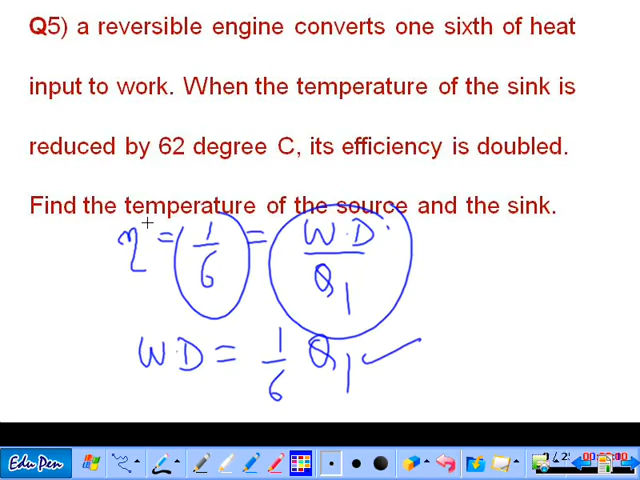 Q5) a reversible engine converts one sixth of heat
input to work. When the temperature of the sink is
reduced by 62 degree C, its efficiency is doubled.
Find the temperature of the source and the sink.
η = 1/6 = W.D/Q1
W.D = 1/6 Q1 ✓
Edu Pen